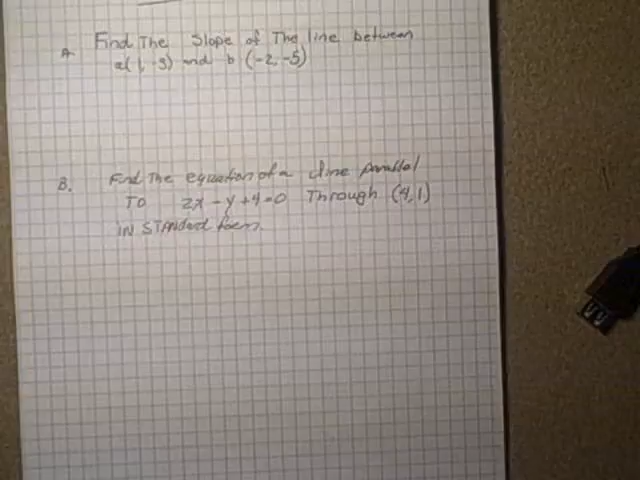 A. Find The Slope of The line between
a(1, -3) and b (-2, -5)
B. Find The equation of a line parallel
TO 2x - y + 4 = 0 Through (4,1)
in STANdard form.